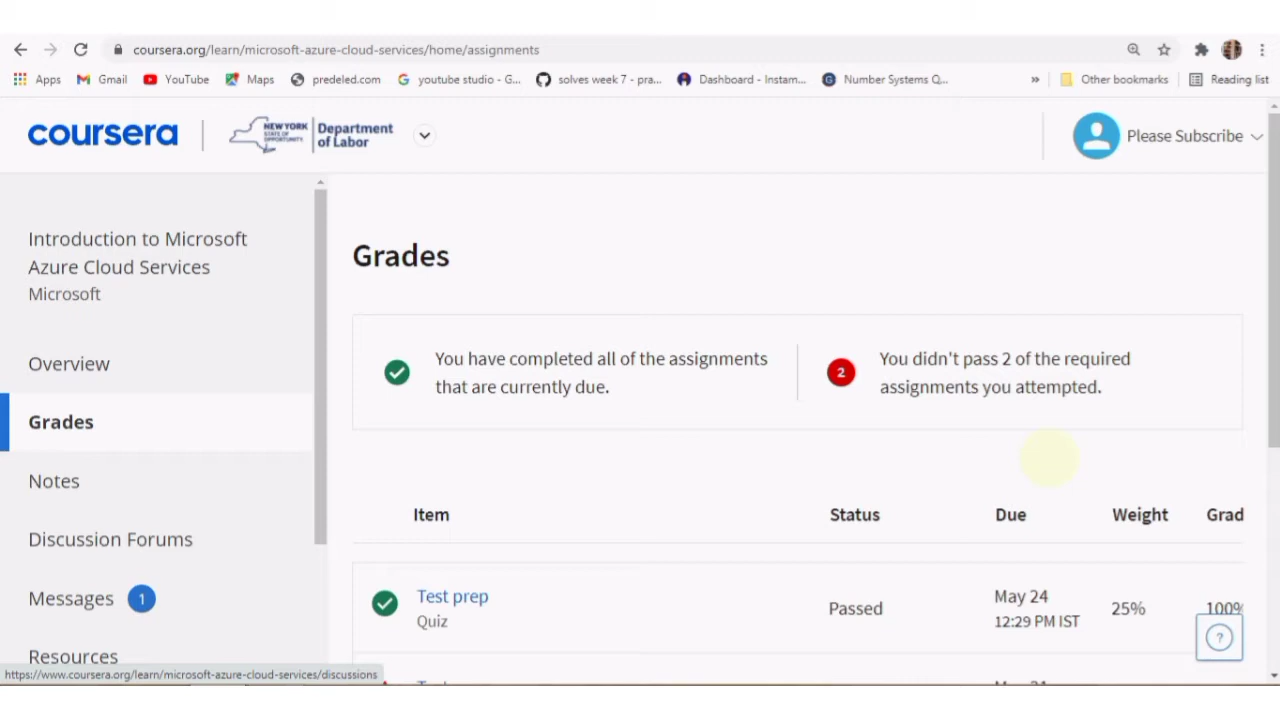 coursera.org/learn/microsoft-azure-cloud-services/home/assignments
Apps Gmail YouTube Maps predeled.com youtube studio - G... solves week 7 - pra... Dashboard - Instam... Number Systems Q... » Other bookmarks Reading list
coursera NEW YORK STATE OF OPPORTUNITY Department of Labor Please Subscribe
Introduction to Microsoft
Azure Cloud Services
Microsoft
Overview
Grades
Notes
Discussion Forums
Messages 1
Resources
Grades
You have completed all of the assignments
that are currently due.
2 You didn't pass 2 of the required
assignments you attempted.
Item Status Due Weight Grad
Test prep Passed May 24 25% 100%
Quiz 12:29 PM IST
?
https://www.coursera.org/learn/microsoft-azure-cloud-services/discussions